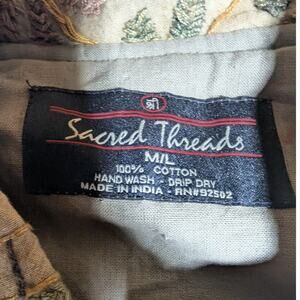 श्री
Sacred Threads
M/L
100% COTTON
HAND WASH - DRIP DRY
MADE IN INDIA - RN#92502